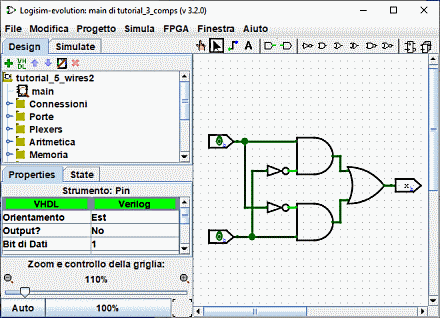 Logisim-evolution: main di tutorial_3_comps (v 3.2.0)
File Modifica Progetto Simula FPGA Finestra Aiuto
Design Simulate
VH DL
A
tutorial_5_wires2
main
Connessioni
Porte
Plexers
Aritmetica
Memoria
Properties State
Strumento: Pin
VHDL Verilog
Orientamento Est
Output? No
Bit di Dati 1
Zoom e controllo della griglia:
110%
Auto 100%
0
x
0